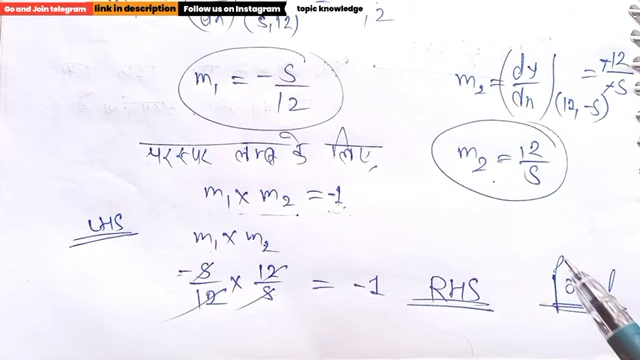 Go and Join telegram link in description Follow us on Instagram topic knowledge
(5,12) , 2
m₁ = -5/12
m₂ = (dy/dx)(12,-5) = -12/-5
m₂ = 12/5
परस्पर लम्ब के लिए
m₁ × m₂ = -1
LHS
m₁ × m₂
-5/12 × 12/5 = -1 RHS